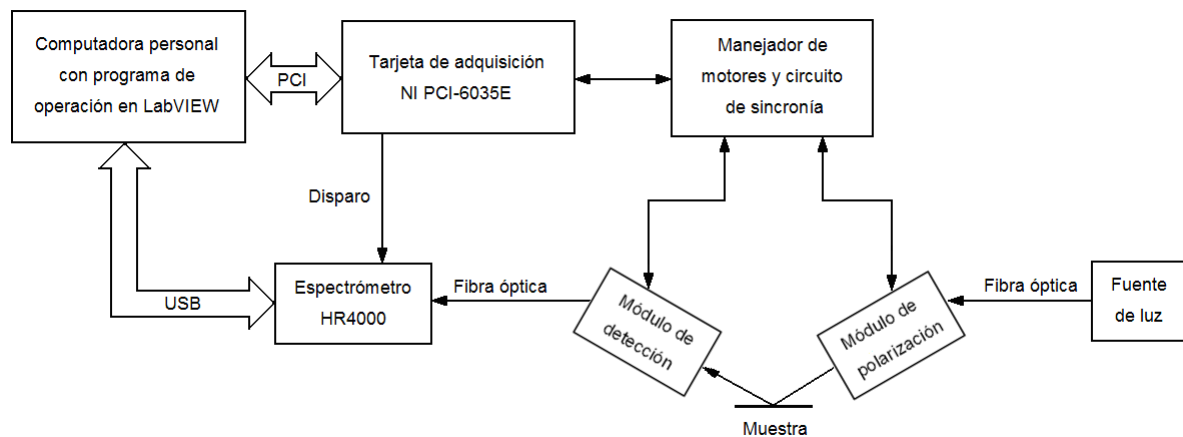 Computadora personal
con programa de
operación en LabVIEW
PCI
Tarjeta de adquisición
NI PCI-6035E
Manejador de
motores y circuito
de sincronía
Disparo
USB
Espectrómetro
HR4000
Fibra óptica
Módulo de
detección
Módulo de
polarización
Fibra óptica
Fuente
de luz
Muestra